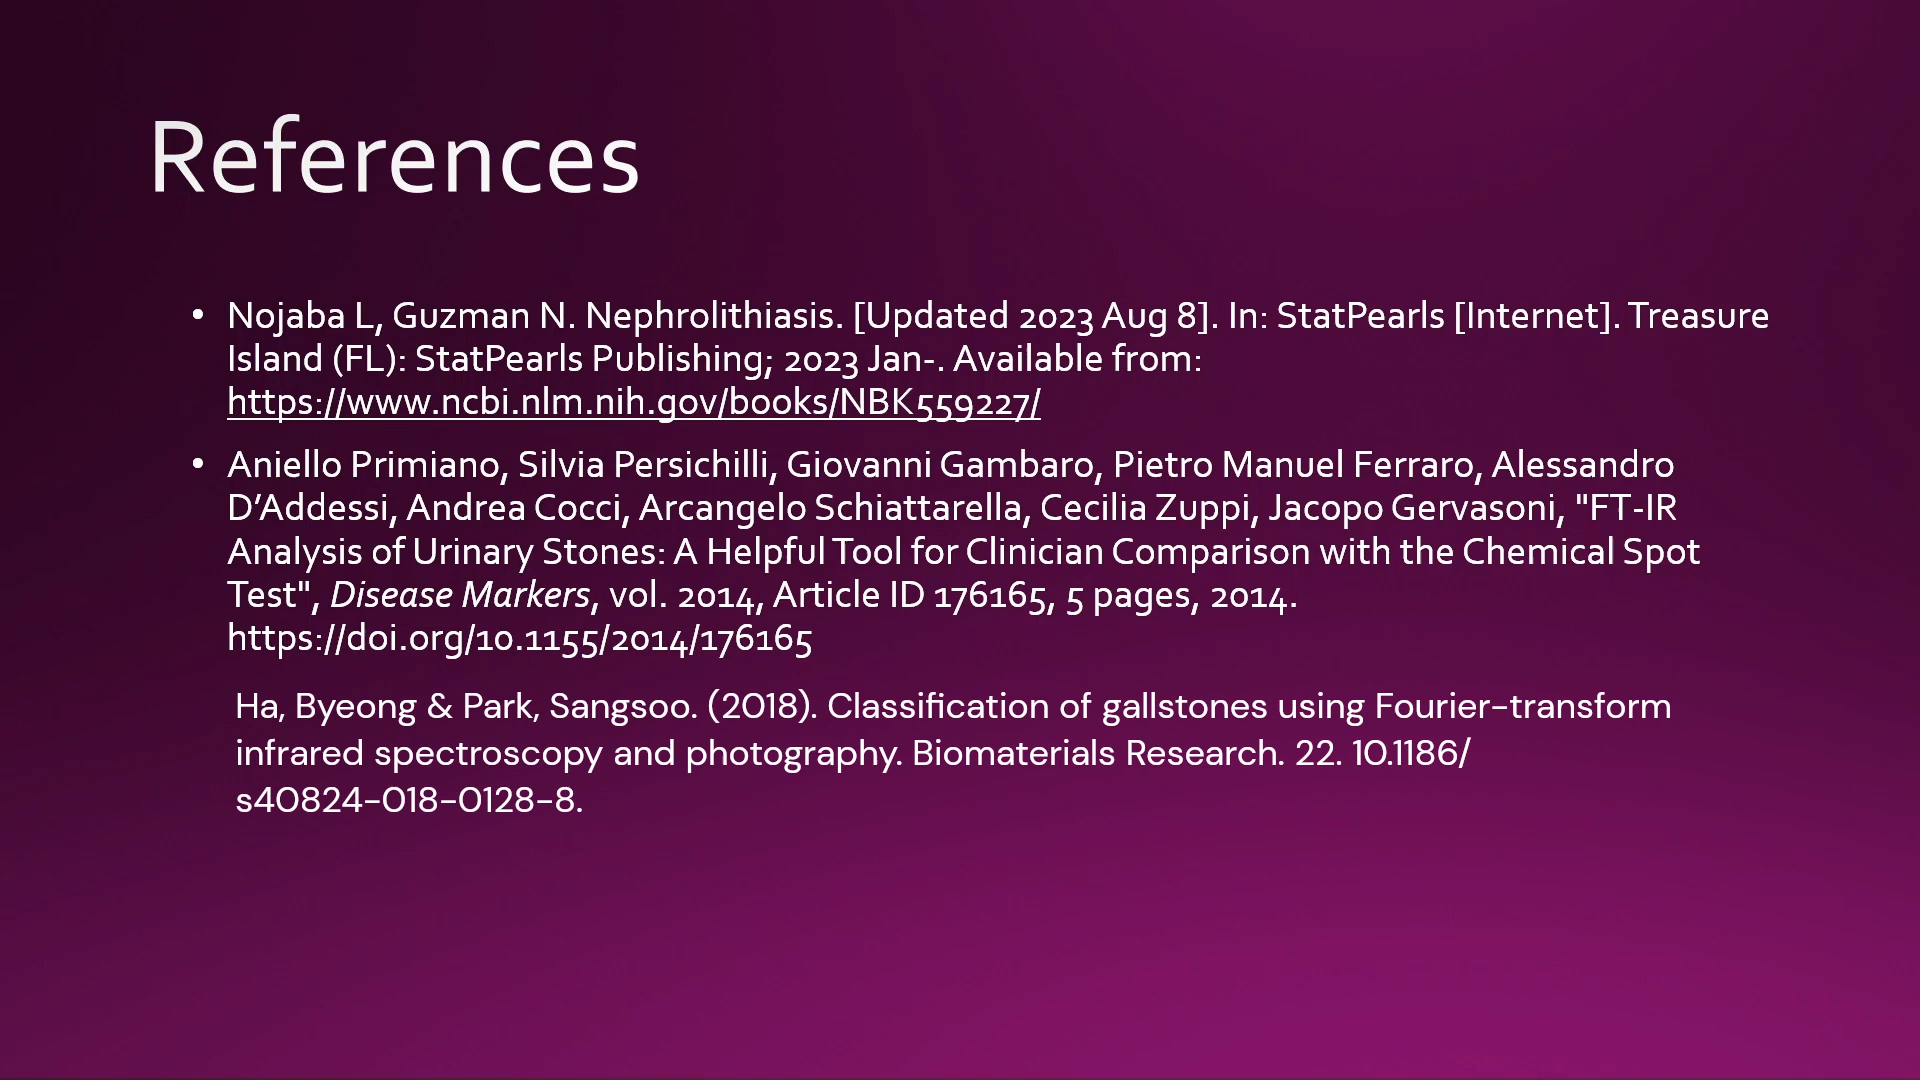 References
• Nojaba L, Guzman N. Nephrolithiasis. [Updated 2023 Aug 8]. In: StatPearls [Internet]. Treasure
Island (FL): StatPearls Publishing; 2023 Jan-. Available from:
https://www.ncbi.nlm.nih.gov/books/NBK559227/
• Aniello Primiano, Silvia Persichilli, Giovanni Gambaro, Pietro Manuel Ferraro, Alessandro
D’Addessi, Andrea Cocci, Arcangelo Schiattarella, Cecilia Zuppi, Jacopo Gervasoni, "FT-IR
Analysis of Urinary Stones: A Helpful Tool for Clinician Comparison with the Chemical Spot
Test", Disease Markers, vol. 2014, Article ID 176165, 5 pages, 2014.
https://doi.org/10.1155/2014/176165
Ha, Byeong & Park, Sangsoo. (2018). Classification of gallstones using Fourier-transform
infrared spectroscopy and photography. Biomaterials Research. 22. 10.1186/
s40824-018-0128-8.